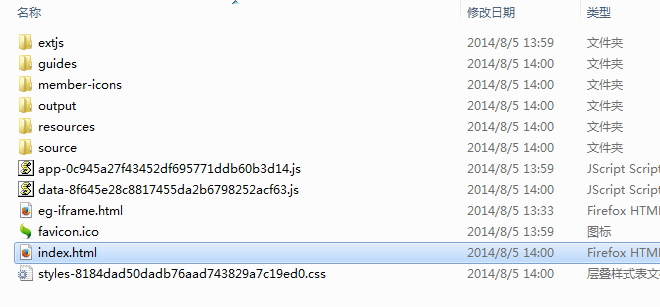 名称 修改日期 类型
extjs 2014/8/5 13:59 文件夹
guides 2014/8/5 14:00 文件夹
member-icons 2014/8/5 14:00 文件夹
output 2014/8/5 14:00 文件夹
resources 2014/8/5 14:00 文件夹
source 2014/8/5 14:00 文件夹
app-0c945a27f43452df695771ddb60b3d14.js 2014/8/5 13:59 JScript Script
data-8f645e28c8817455da2b6798252acf63.js 2014/8/5 14:00 JScript Script
eg-iframe.html 2014/8/5 13:33 Firefox HTM
favicon.ico 2014/8/5 13:59 图标
index.html 2014/8/5 14:00 Firefox HTM
styles-8184dad50dadb76aad743829a7c19ed0.css 2014/8/5 14:00 层叠样式表文